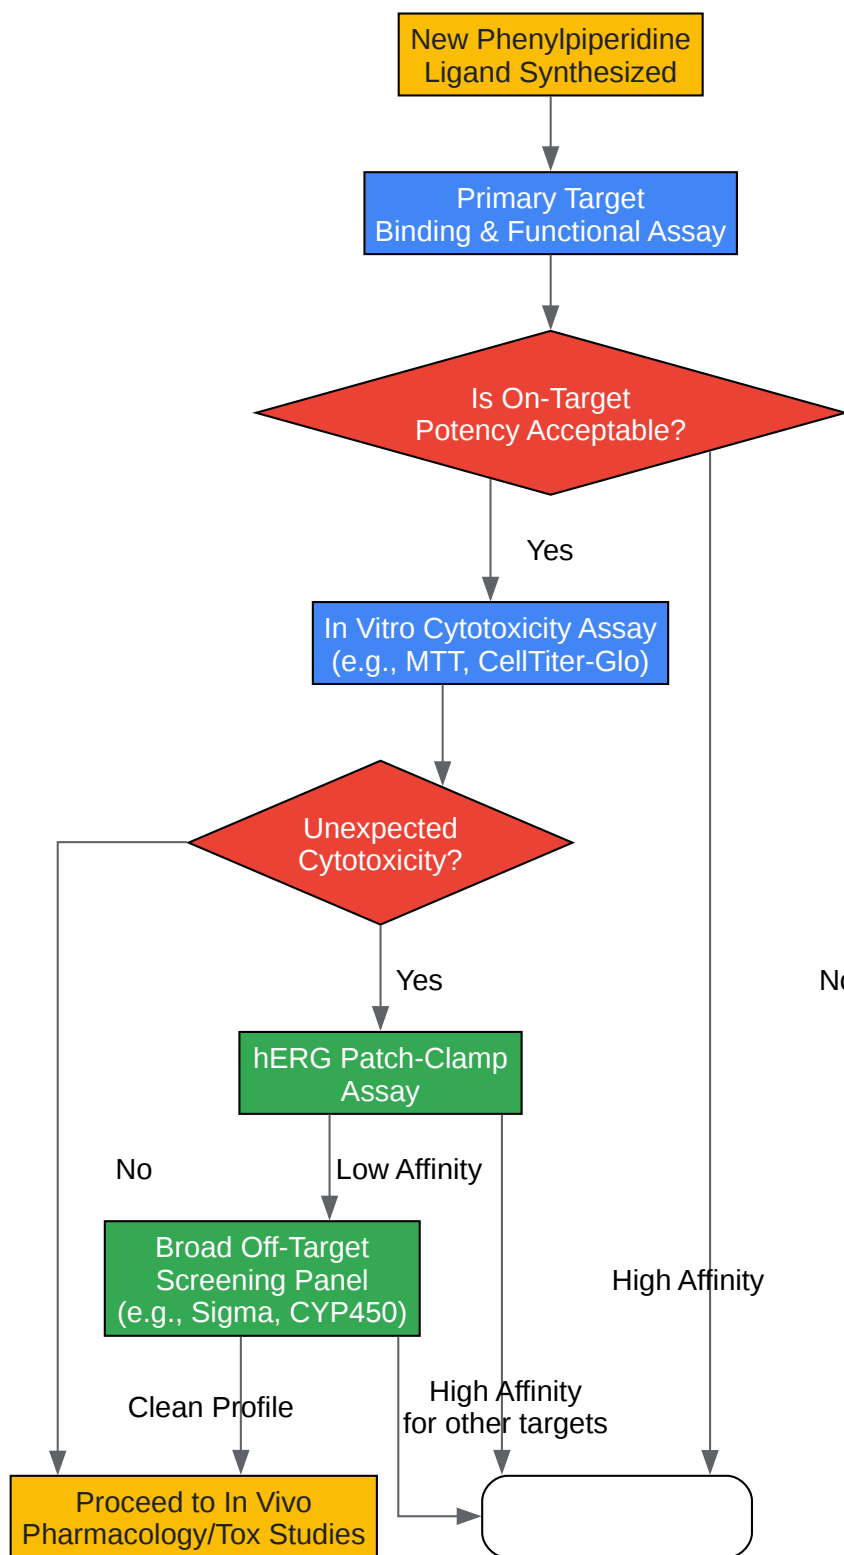 New Phenylpiperidine
Ligand Synthesized
Primary Target
Binding & Functional Assay
Is On-Target
Potency Acceptable?
Yes
In Vitro Cytotoxicity Assay
(e.g., MTT, CellTiter-Glo)
Unexpected
Cytotoxicity?
Yes
No
hERG Patch-Clamp
Assay
No
Low Affinity
Broad Off-Target
Screening Panel
(e.g., Sigma, CYP450)
High Affinity
Clean Profile
High Affinity
for other targets
Proceed to In Vivo
Pharmacology/Tox Studies